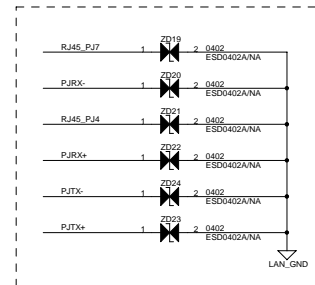 ZD19
RJ45_PJ7 1 2 0402
ESD0402A/NA
ZD20
PJRX- 1 2 0402
ESD0402A/NA
ZD21
RJ45_PJ4 1 2 0402
ESD0402A/NA
ZD22
PJRX+ 1 2 0402
ESD0402A/NA
ZD24
PJTX- 1 2 0402
ESD0402A/NA
ZD23
PJTX+ 1 2 0402
ESD0402A/NA
LAN_GND